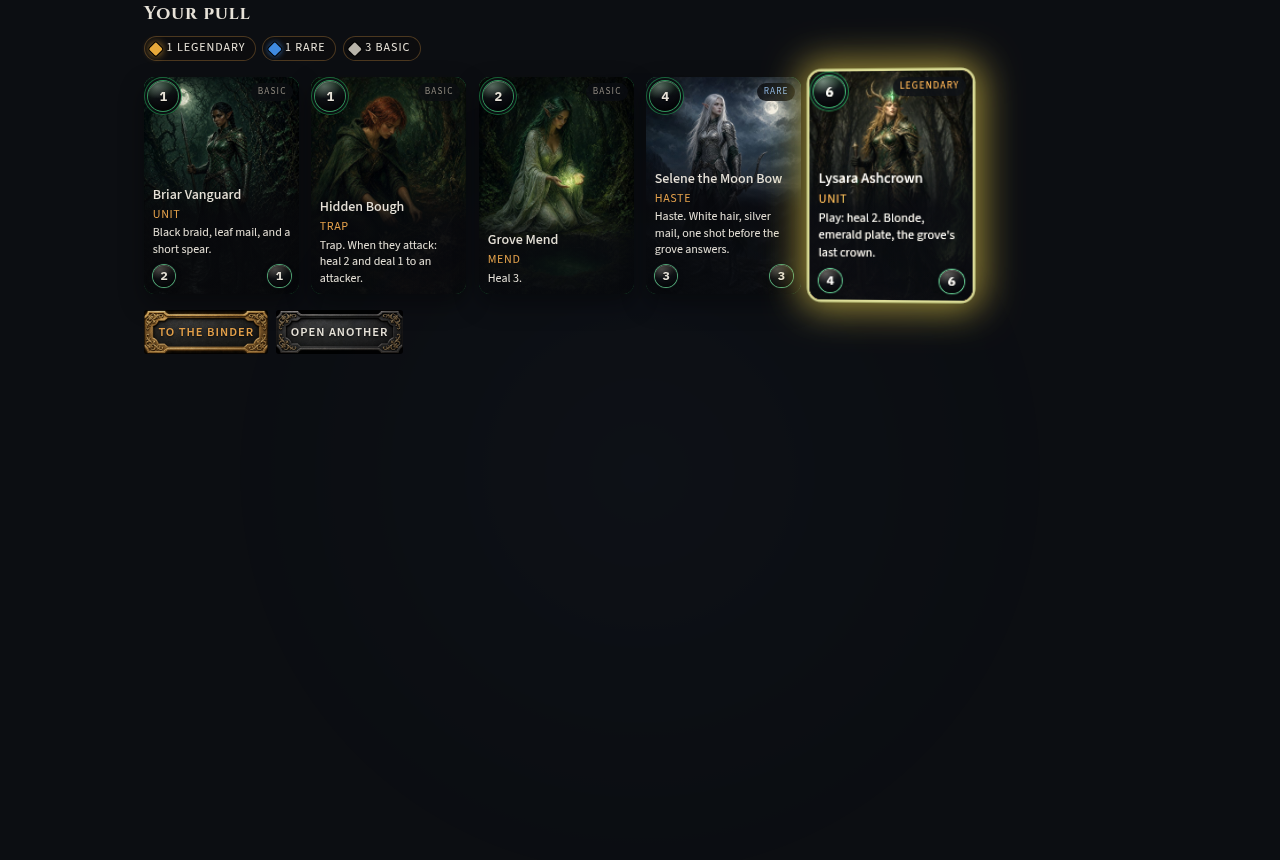 Your pull
1 LEGENDARY
1 RARE
3 BASIC
1
BASIC
Briar Vanguard
UNIT
Black braid, leaf mail, and a
short spear.
2
1
1
BASIC
Hidden Bough
TRAP
Trap. When they attack:
heal 2 and deal 1 to an
attacker.
2
BASIC
Grove Mend
MEND
Heal 3.
4
RARE
Selene the Moon Bow
HASTE
Haste. White hair, silver
mail, one shot before the
grove answers.
3
3
6
LEGENDARY
Lysara Ashcrown
UNIT
Play: heal 2. Blonde,
emerald plate, the grove's
last crown.
4
6
TO THE BINDER
OPEN ANOTHER